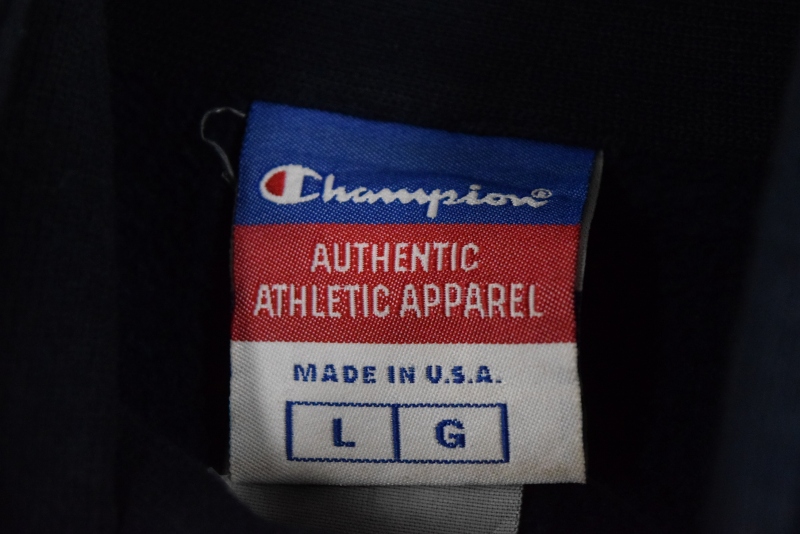 Champion®
AUTHENTIC
ATHLETIC APPAREL
MADE IN U.S.A.
L G